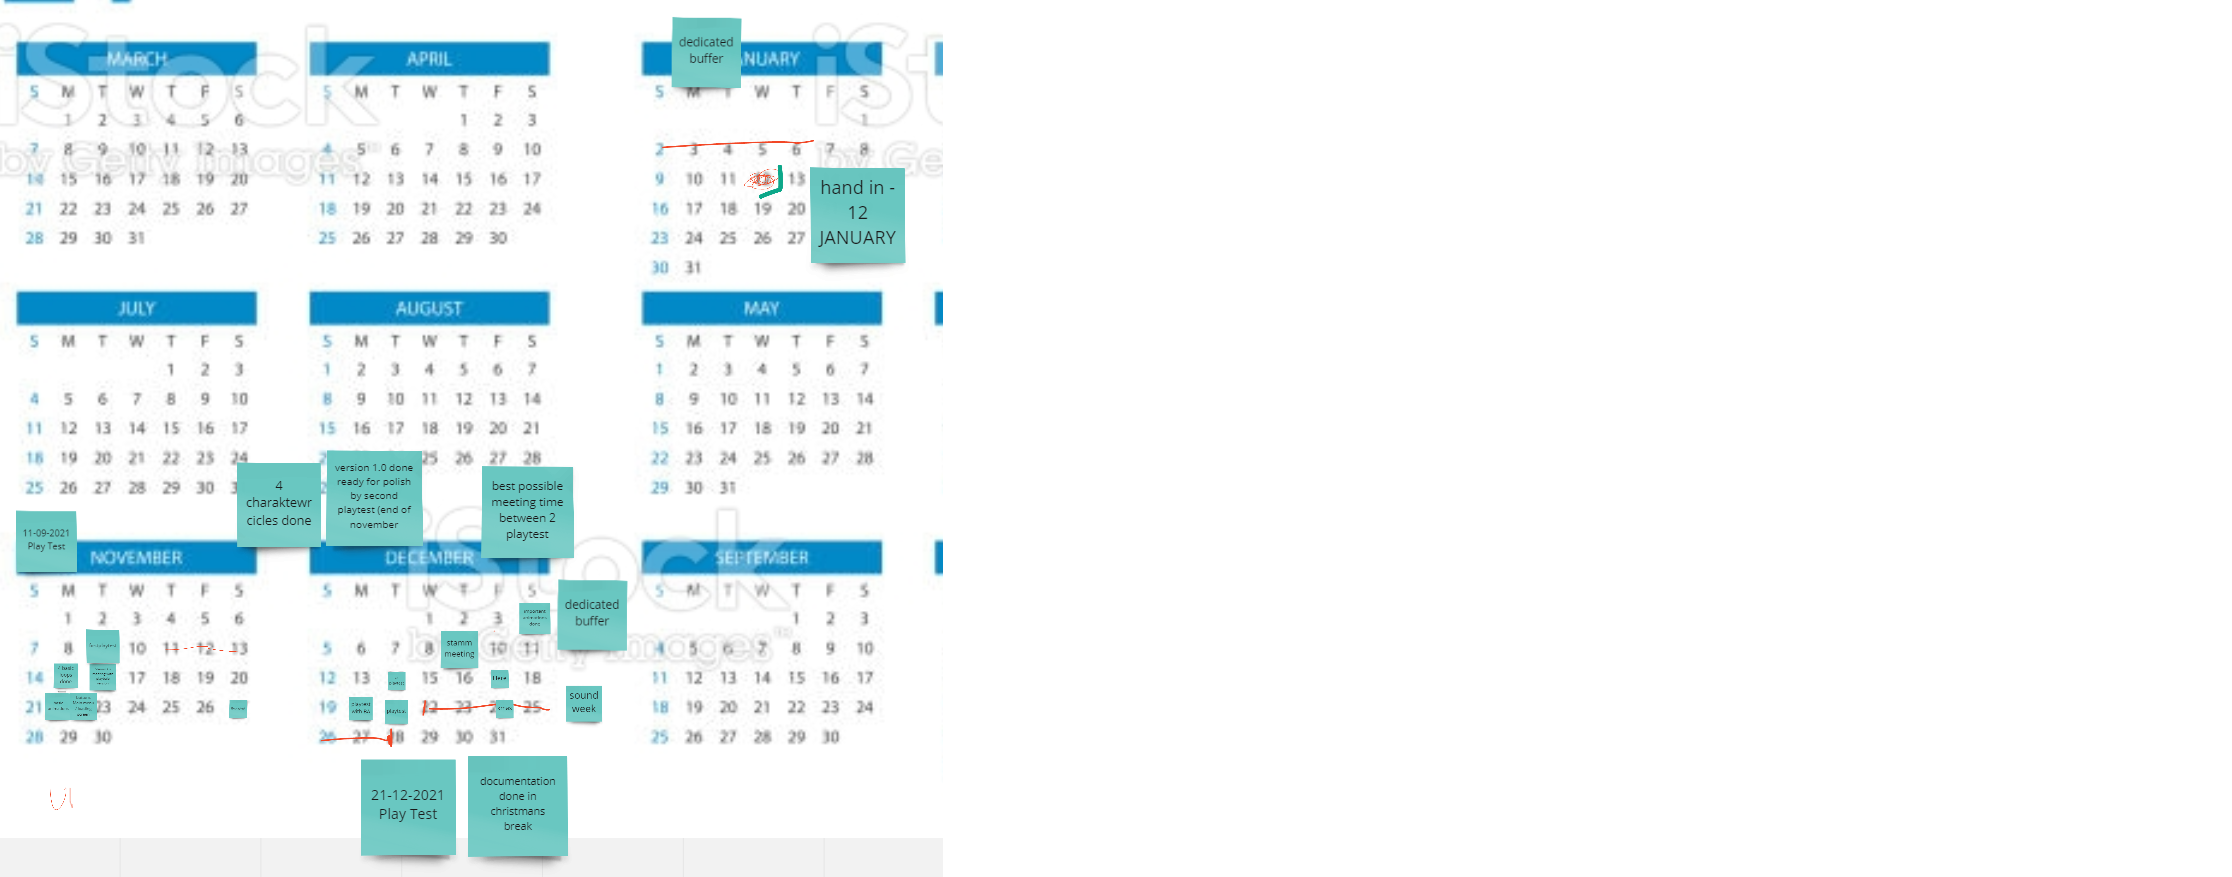 dedicated
buffer
MARCH
APRIL
NUARY
S M T W T F S
S M T W T F S
S M T W T F S
1 2 3 4 5 6
1 2 3
1
7 8 9 10 11 12 13
4 5 6 7 8 9 10
2 3 4 5 6 7 8
14 15 16 17 18 19 20
11 12 13 14 15 16 17
9 10 11 13
21 22 23 24 25 26 27
18 19 20 21 22 23 24
16 17 18 19 20
28 29 30 31
25 26 27 28 29 30
23 24 25 26 27
30 31
hand in -
12
JANUARY
iStock
by Getty Images
JULY
AUGUST
MAY
S M T W T F S
S M T W T F S
S M T W T F S
1 2 3
1 2 3 4 5 6 7
1 2 3 4 5 6 7
4 5 6 7 8 9 10
8 9 10 11 12 13 14
8 9 10 11 12 13 14
11 12 13 14 15 16 17
15 16 17 18 19 20 21
15 16 17 18 19 20 21
18 19 20 21 22 23 24
25 26 27 28
22 23 24 25 26 27 28
25 26 27 28 29 30
29 30 31
4
charaktewr
cicles done
version 1.0 done
ready for polish
by second
playtest (end of
november
best possible
meeting time
between 2
playtest
11-09-2021
Play Test
NOVEMBER
DECEMBER
SEPTEMBER
S M T W T F S
S M T W T F S
S M T W T F S
1 2 3 4 5 6
1 2 3
1 2 3
important
animations
done
dedicated
buffer
7 8 10 11 12 13
5 6 7 8 10 11
4 5 6 7 8 9 10
stamm
meeting
14 17 18 19 20
12 13 15 16 18
11 12 13 14 15 16 17
loops
done
Here
21 23 24 25 26
19 22 23 25
18 19 20 21 22 23 24
playtest
xmas
sound
week
28 29 30
26 27 28 29 30 31
25 26 27 28 29 30
iStock
by Getty Images™
21-12-2021
Play Test
documentation
done in
christmans
break